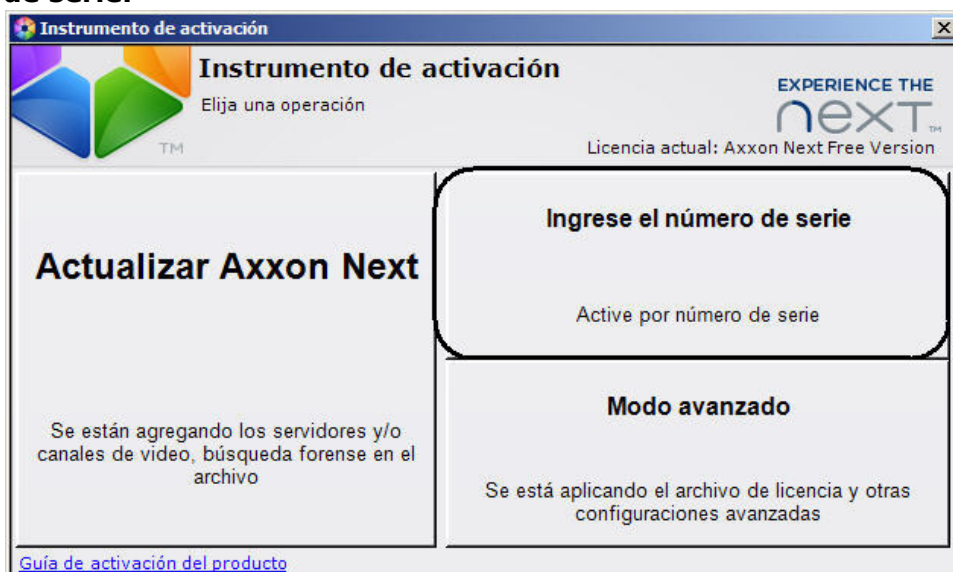 de serie.
Instrumento de activación
Instrumento de activación
Elija una operación
EXPERIENCE THE
next™
TM
Licencia actual: Axxon Next Free Version
Actualizar Axxon Next
Se están agregando los servidores y/o
canales de video, búsqueda forense en el
archivo
Ingrese el número de serie
Active por número de serie
Modo avanzado
Se está aplicando el archivo de licencia y otras
configuraciones avanzadas
Guía de activación del producto